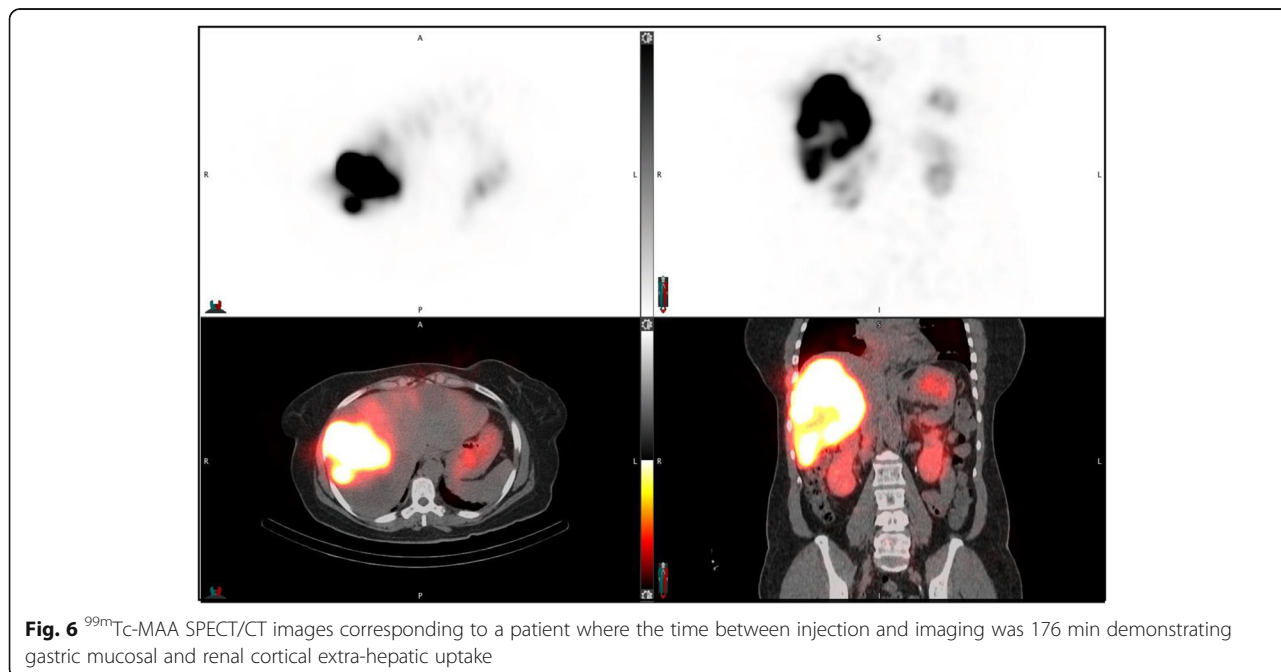 A
S
R
L
R
L
P
I
A
S
R
L
R
L
P
Fig. 6 99mTc-MAA SPECT/CT images corresponding to a patient where the time between injection and imaging was 176 min demonstrating
gastric mucosal and renal cortical extra-hepatic uptake